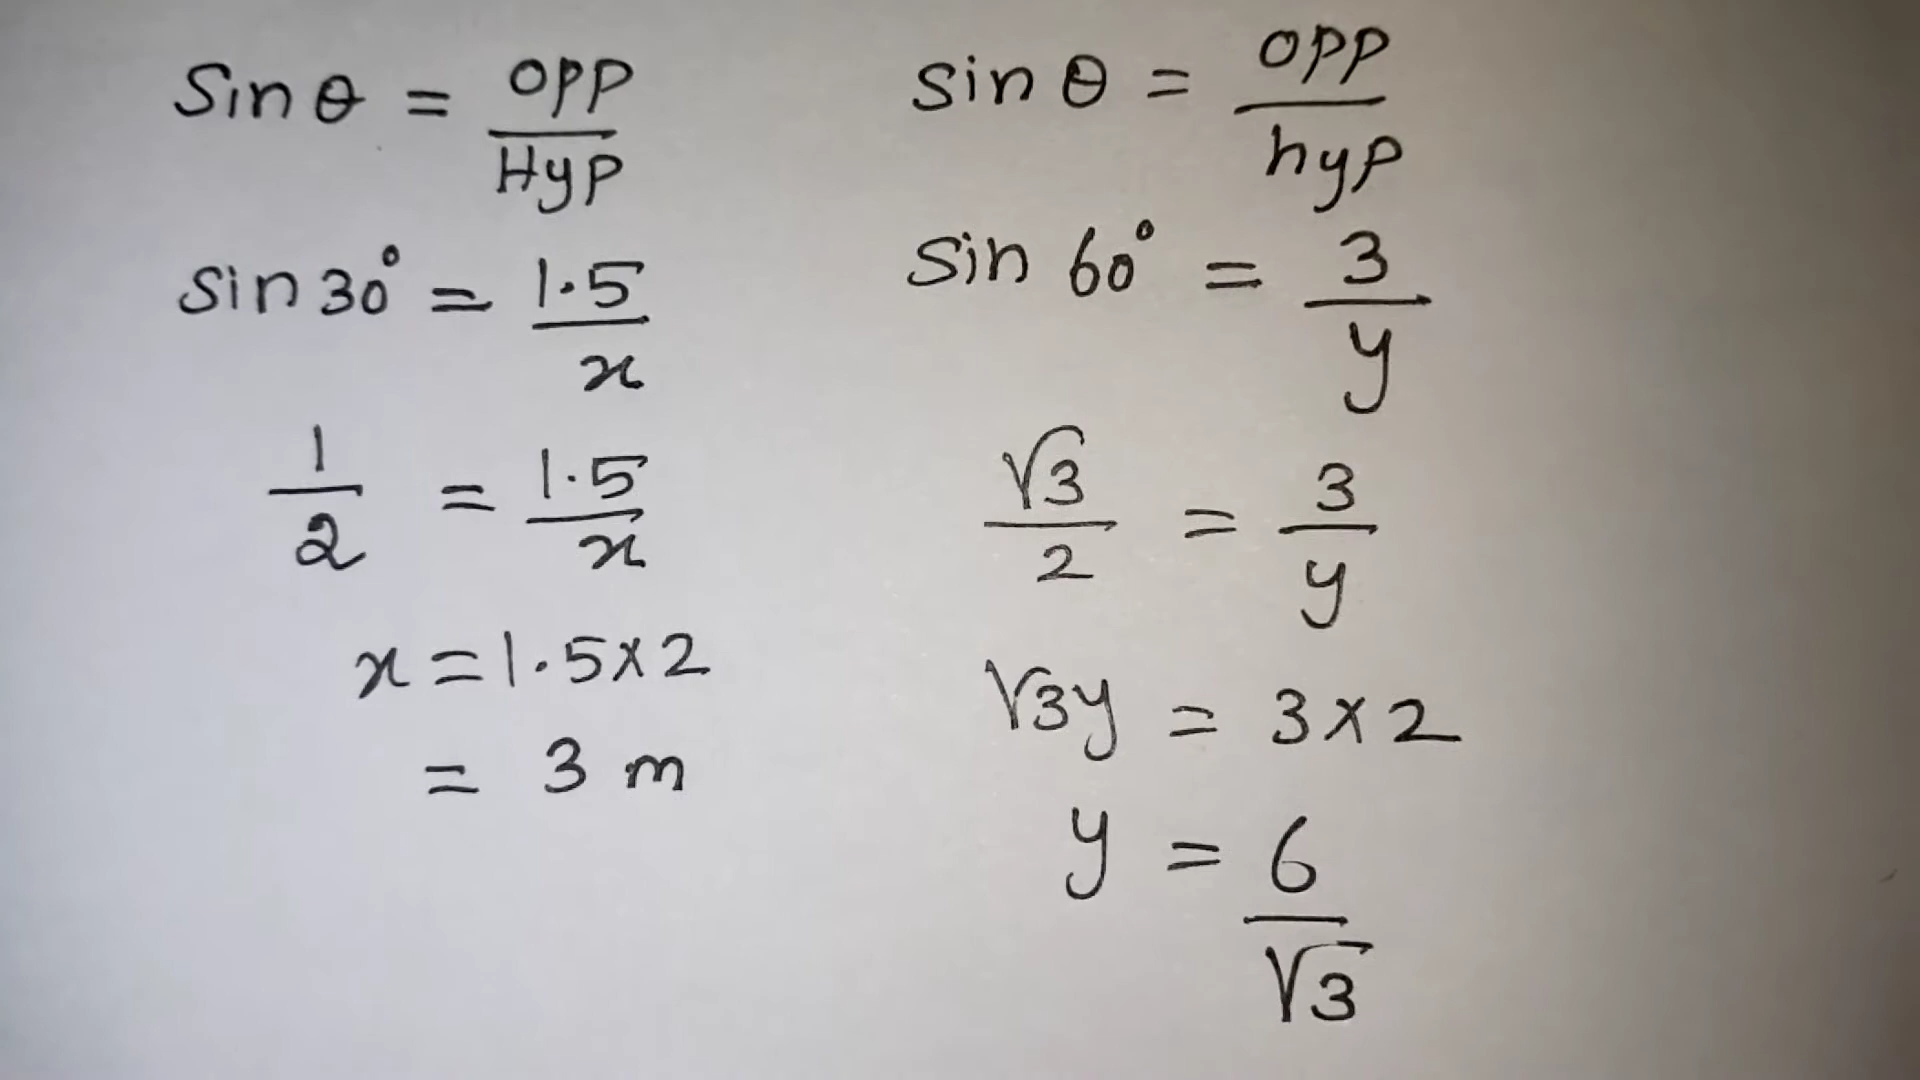 Sin θ = opp/Hyp
Sin 30° = 1.5/x
1/2 = 1.5/x
x = 1.5 x 2
= 3 m
Sin θ = opp/hyp
Sin 60° = 3/y
√3/2 = 3/y
√3y = 3 x 2
y = 6/√3